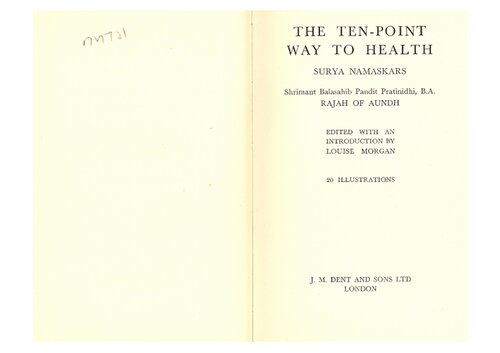 THE TEN-POINT
WAY TO HEALTH
SURYA NAMASKARS
Shrimant Balasahib Pandit Pratinidhi, B.A.
RAJAH OF AUNDH
EDITED WITH AN
INTRODUCTION BY
LOUISE MORGAN
20 ILLUSTRATIONS
J. M. DENT AND SONS LTD
LONDON